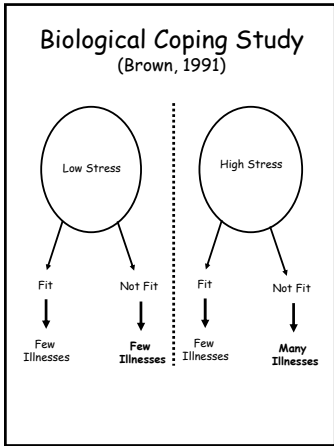 Biological Coping Study
(Brown, 1991)
Low Stress
High Stress
Fit
Not Fit
Fit
Not Fit
Few
Illnesses
Few
Illnesses
Few
Illnesses
Many
Illnesses